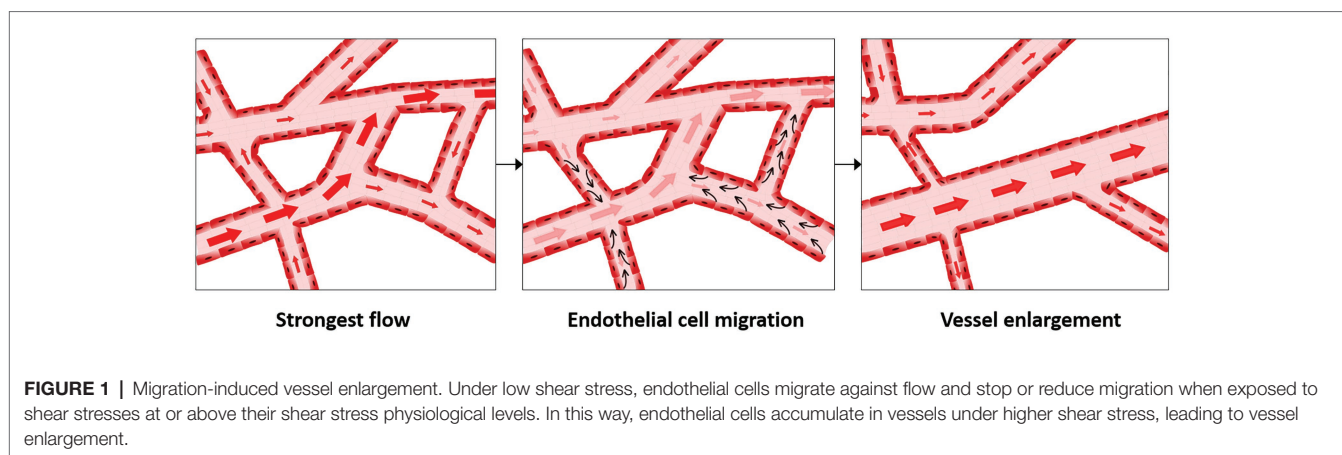 Strongest flow
Endothelial cell migration
Vessel enlargement
FIGURE 1 | Migration-induced vessel enlargement. Under low shear stress, endothelial cells migrate against flow and stop or reduce migration when exposed to
shear stresses at or above their shear stress physiological levels. In this way, endothelial cells accumulate in vessels under higher shear stress, leading to vessel
enlargement.